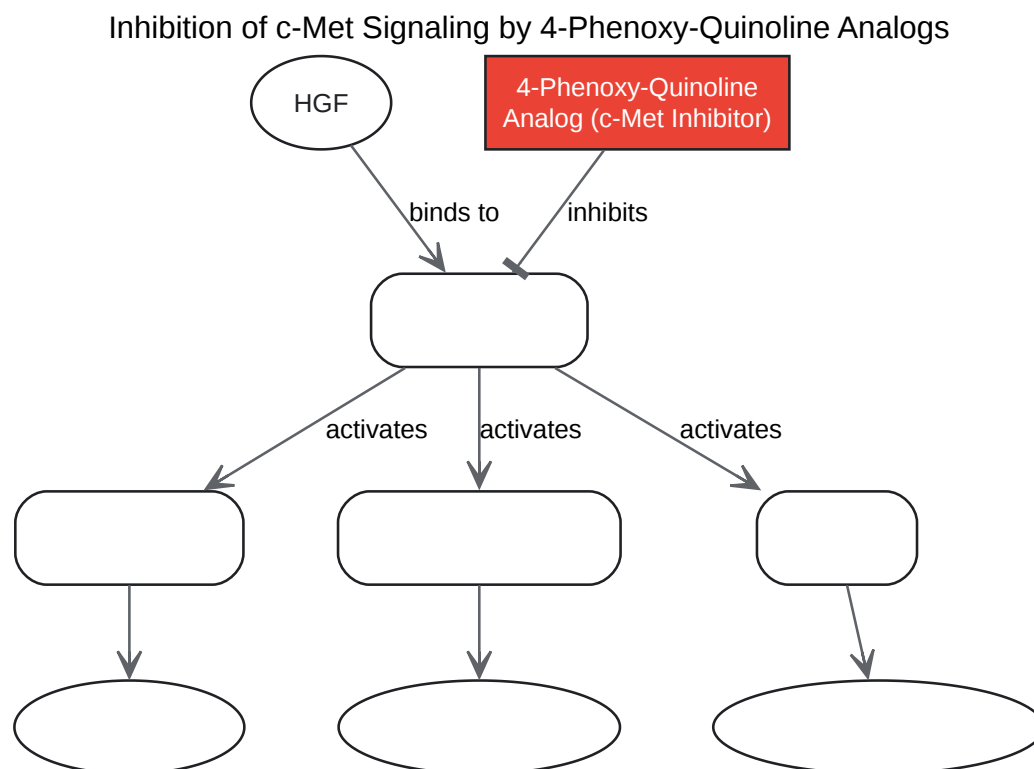 Inhibition of c-Met Signaling by 4-Phenoxy-Quinoline Analogs
HGF
4-Phenoxy-Quinoline
Analog (c-Met Inhibitor)
binds to
inhibits
activates
activates
activates